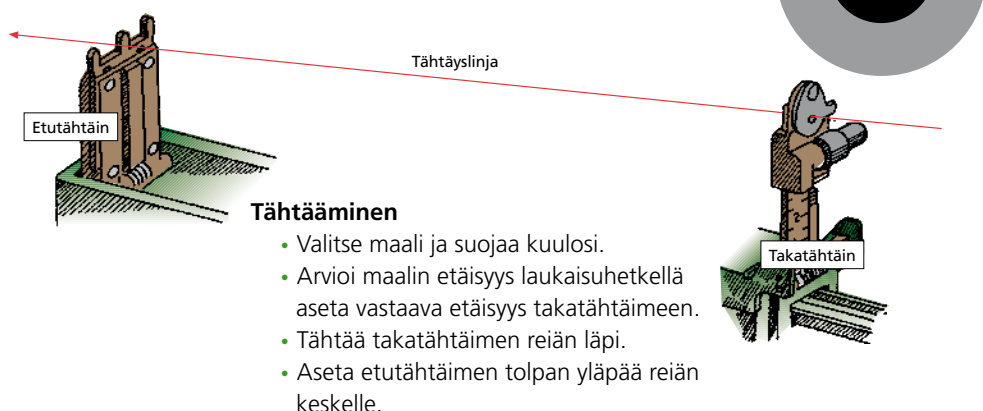 Tähtäyslinja
Etutähtäin
Takatähtäin
Tähtääminen
• Valitse maali ja suojaa kuulosi.
• Arvioi maalin etäisyys laukaisuhetkellä
aseta vastaava etäisyys takatähtäimeen.
• Tähtää takatähtäimen reiän läpi.
• Aseta etutähtäimen tolpan yläpää reiän
keskelle.